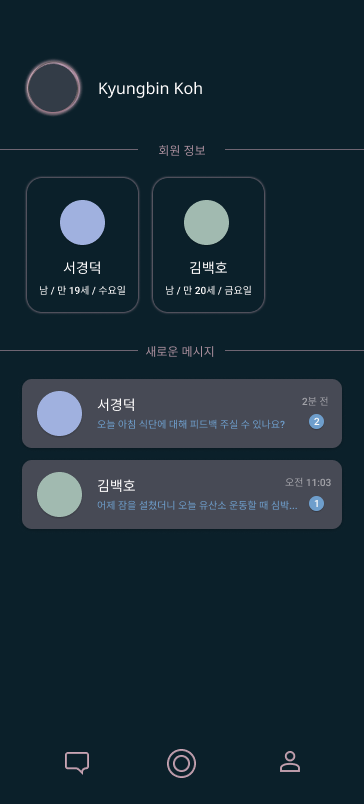 Kyungbin Koh
회원 정보
서경덕
남 / 만 19세 / 수요일
김백호
남 / 만 20세 / 금요일
새로운 메시지
서경덕
2분 전
오늘 아침 식단에 대해 피드백 주실 수 있나요?
2
김백호
오전 11:03
어제 잠을 설쳤더니 오늘 유산소 운동할 때 심박...
1